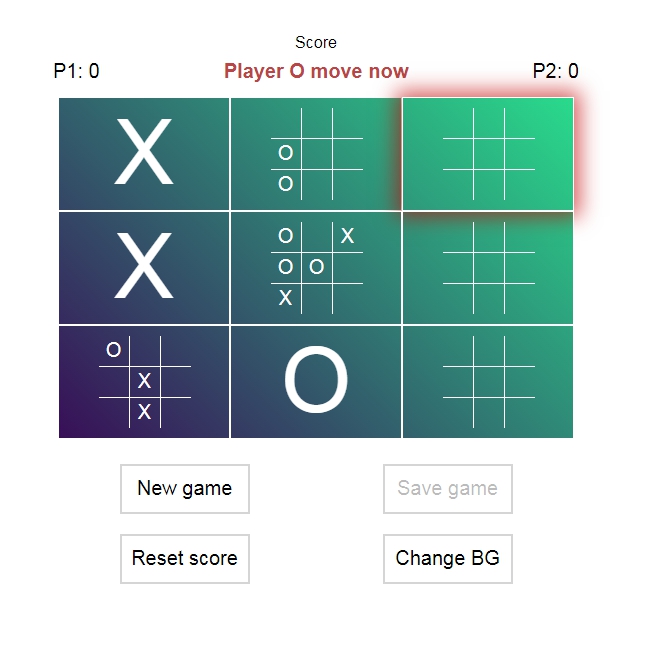 Score
P1: 0 Player O move now P2: 0
X
O
O
X
O X
O O
X
O
X
X
O
New game Save game
Reset score Change BG